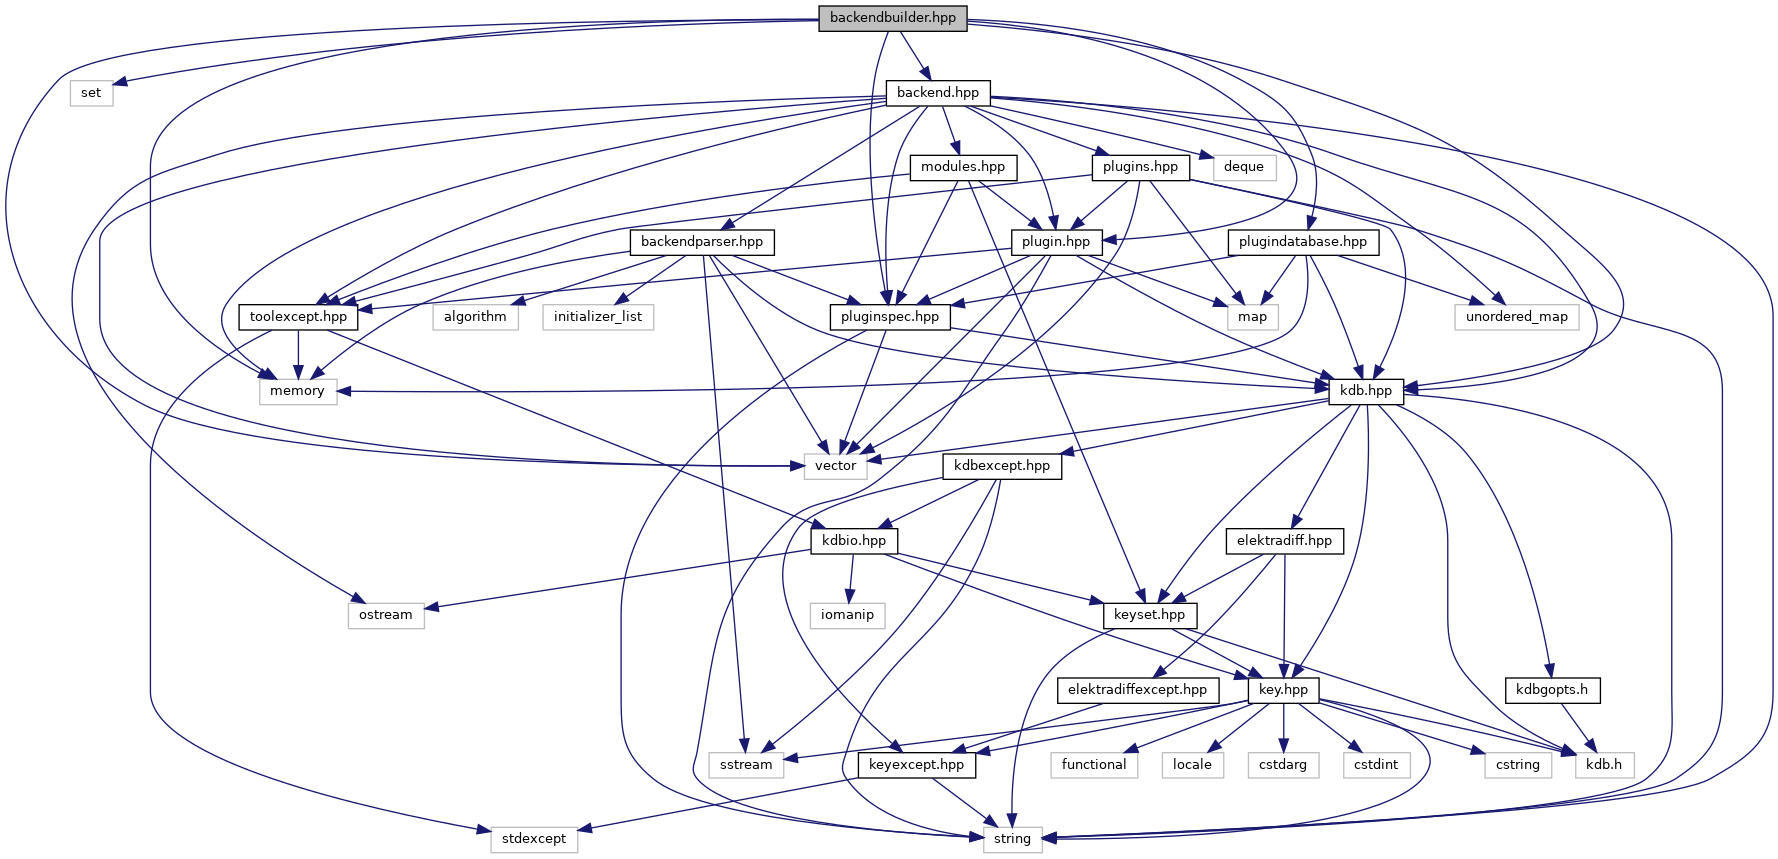 backendbuilder.hpp
set
backend.hpp
modules.hpp
plugins.hpp
deque
backendparser.hpp
plugin.hpp
plugindatabase.hpp
toolexcept.hpp
algorithm
initializer_list
pluginspec.hpp
map
unordered_map
memory
kdb.hpp
vector
kdbexcept.hpp
kdbio.hpp
elektradiff.hpp
ostream
iomanip
keyset.hpp
elektradiffexcept.hpp
key.hpp
kdbgopts.h
sstream
keyexcept.hpp
functional
locale
cstdarg
cstdint
cstring
kdb.h
stdexcept
string